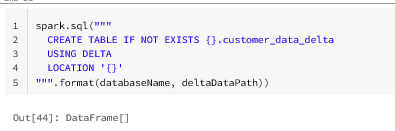 1 spark.sql("""
2 CREATE TABLE IF NOT EXISTS {}.customer_data_delta
3 USING DELTA
4 LOCATION '{}'
5 """.format(databaseName, deltaDataPath))
Out[44]: DataFrame[]